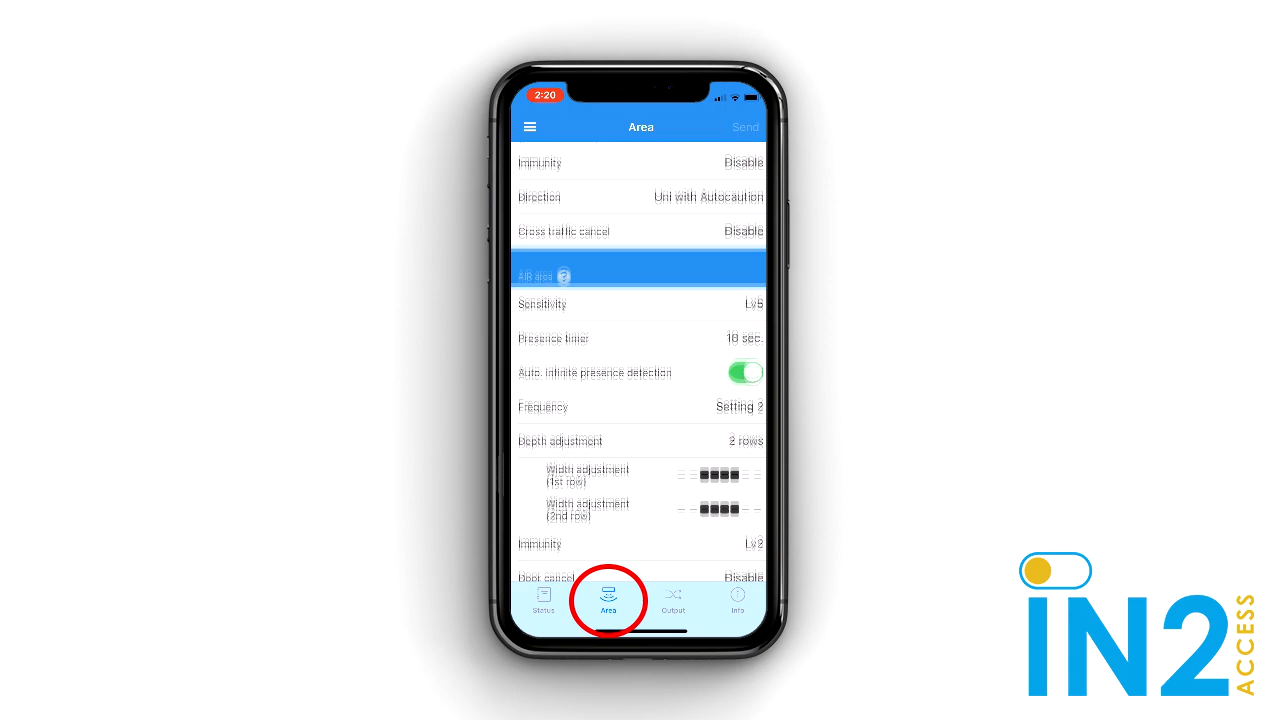 2:20
Area
Send
Immunity Disable
Direction Uni with Autocaution
Cross traffic cancel Disable
AIR area ?
Sensitivity Lv5
Presence timer 10 sec.
Auto. infinite presence detection
Frequency Setting 2
Depth adjustment 2 rows
Width adjustment
(1st row)
Width adjustment
(2nd row)
Immunity Lv2
Door cancel Disable
Status Area Output Info
IN2
ACCESS